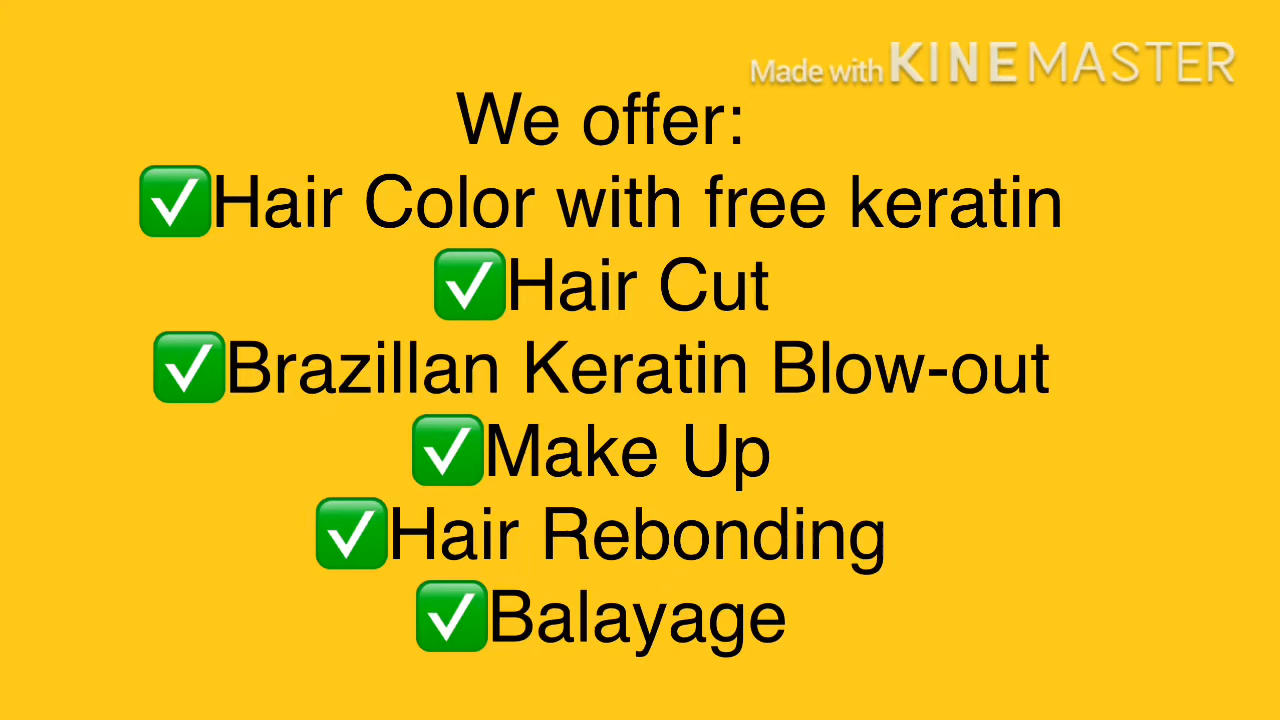 Made with KINEMASTER
We offer:
✅Hair Color with free keratin
✅Hair Cut
✅Brazillan Keratin Blow-out
✅Make Up
✅Hair Rebonding
✅Balayage